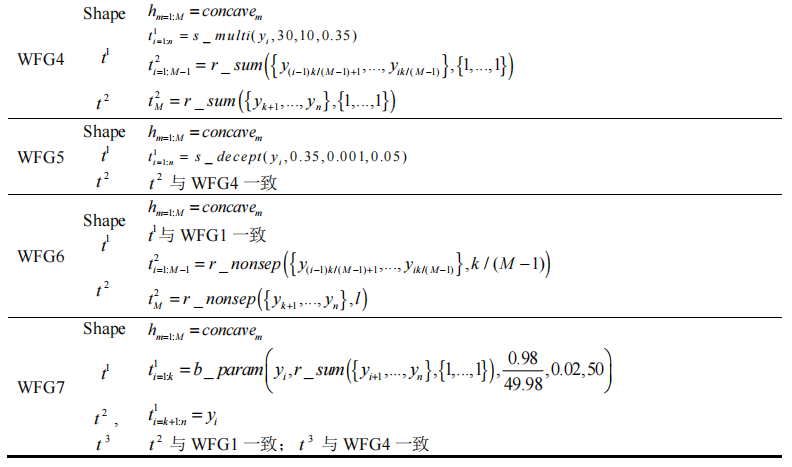 WFG4
Shape h_{m=1:M} = concave_m
t^1 t^1_{i=1:n} = s_multi(y_i, 30, 10, 0.35)
t^2_{i=1:M-1} = r_sum({y_{(i-1)k/(M-1)+1}, ..., y_{ik/(M-1)}}, {1, ..., 1})
t^2 t^2_M = r_sum({y_{k+1}, ..., y_n}, {1, ..., 1})
WFG5
Shape h_{m=1:M} = concave_m
t^1 t^1_{i=1:n} = s_decept(y_i, 0.35, 0.001, 0.05)
t^2 t^2 与 WFG4 一致
WFG6
Shape h_{m=1:M} = concave_m
t^1 t^1 与 WFG1 一致
t^2_{i=1:M-1} = r_nonsep({y_{(i-1)k/(M-1)+1}, ..., y_{ik/(M-1)}}, k / (M - 1))
t^2 t^2_M = r_nonsep({y_{k+1}, ..., y_n}, l)
WFG7
Shape h_{m=1:M} = concave_m
t^1 t^1_{i=1:k} = b_param(y_i, r_sum({y_{i+1}, ..., y_n}, {1, ..., 1}), 0.98/49.98, 0.02, 50)
t^2 , t^1_{i=k+1:n} = y_i
t^3 t^2 与 WFG1 一致；t^3 与 WFG4 一致